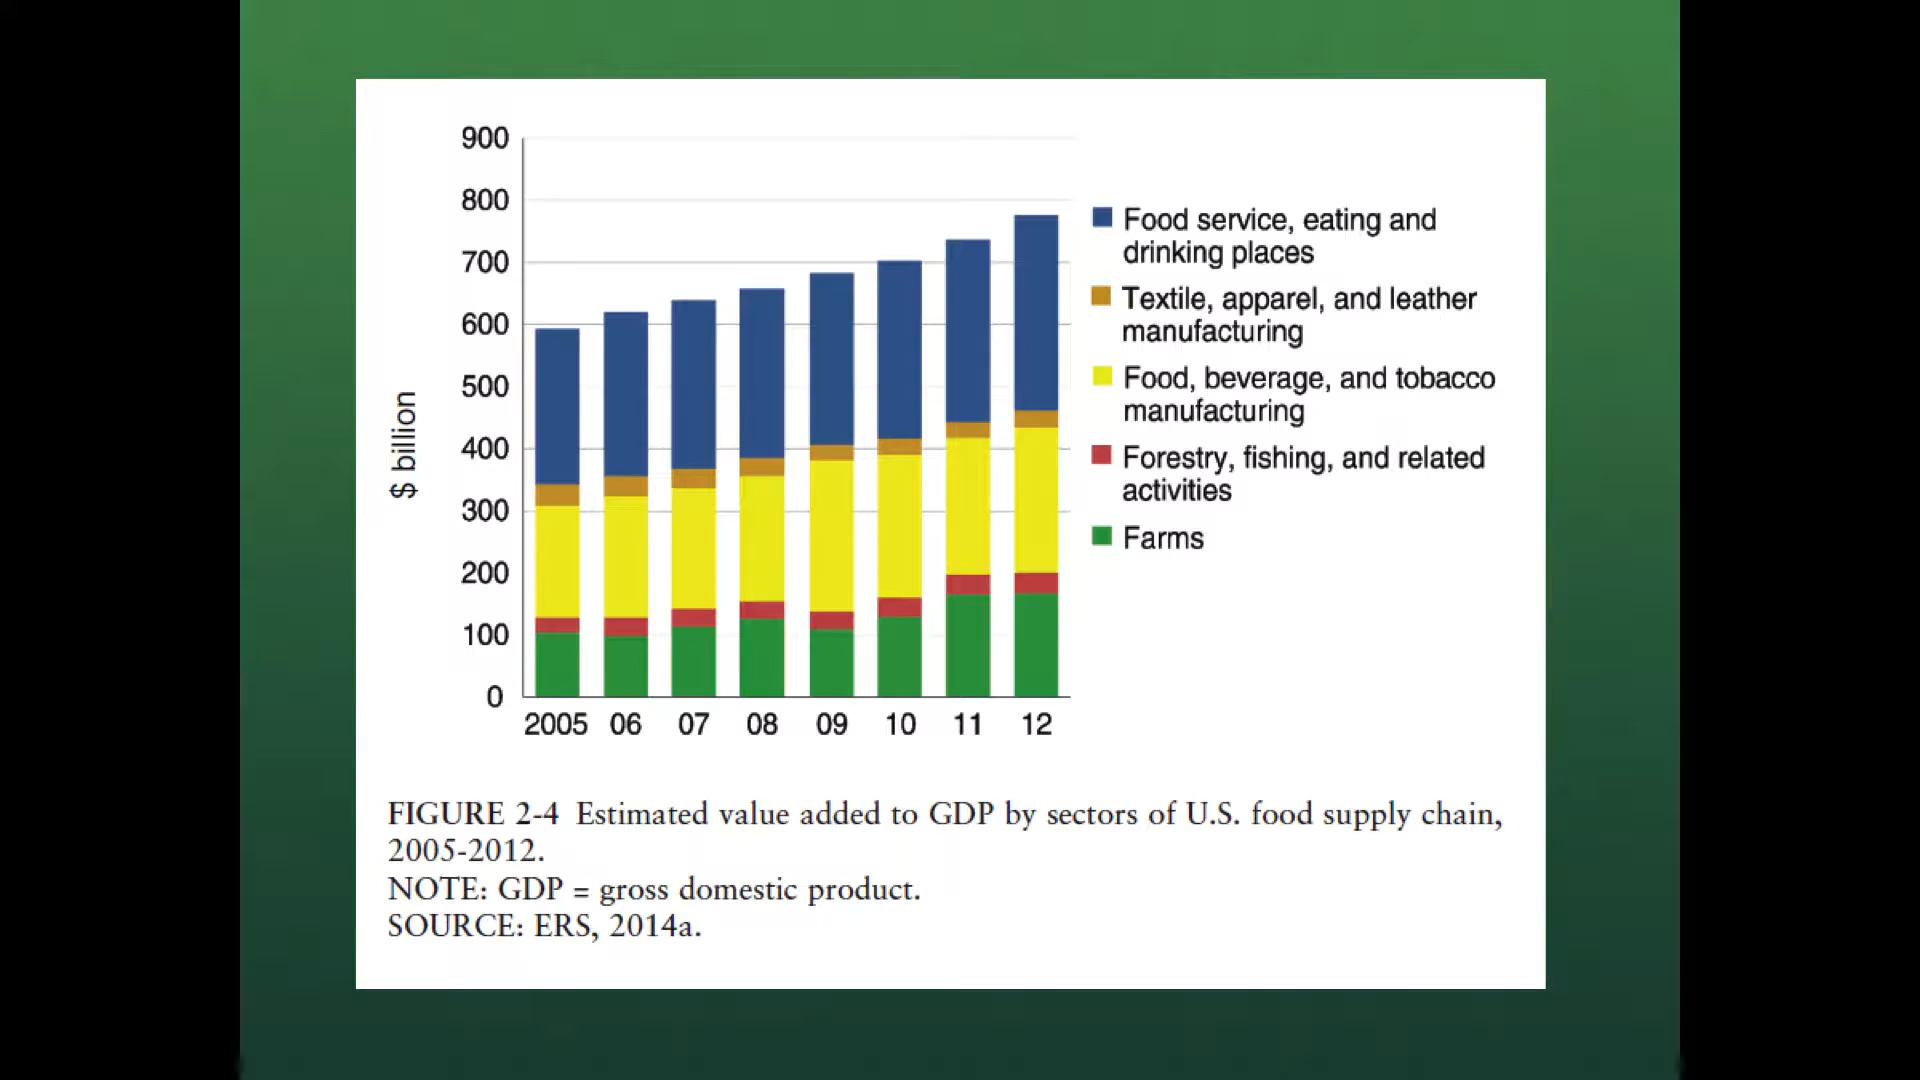 900
800
700
600
500
400
300
200
100
0
$ billion
2005 06 07 08 09 10 11 12
Food service, eating and
drinking places
Textile, apparel, and leather
manufacturing
Food, beverage, and tobacco
manufacturing
Forestry, fishing, and related
activities
Farms
FIGURE 2-4 Estimated value added to GDP by sectors of U.S. food supply chain,
2005-2012.
NOTE: GDP = gross domestic product.
SOURCE: ERS, 2014a.